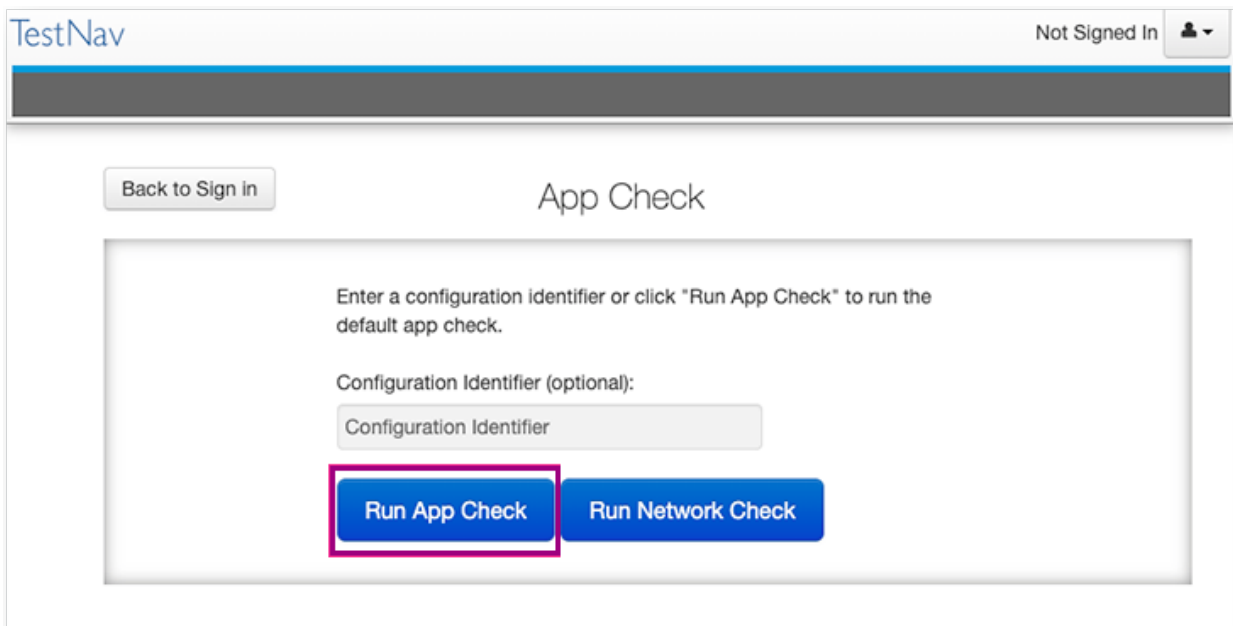 TestNav
Not Signed In
Back to Sign in
App Check
Enter a configuration identifier or click "Run App Check" to run the
default app check.
Configuration Identifier (optional):
Configuration Identifier
Run App Check
Run Network Check